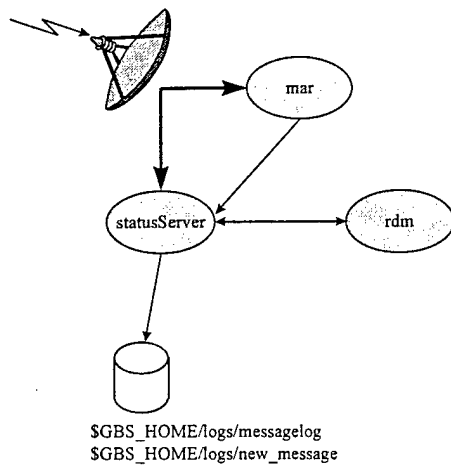 mar
statusServer
rdm
$GBS_HOME/logs/messagelog
$GBS_HOME/logs/new_message